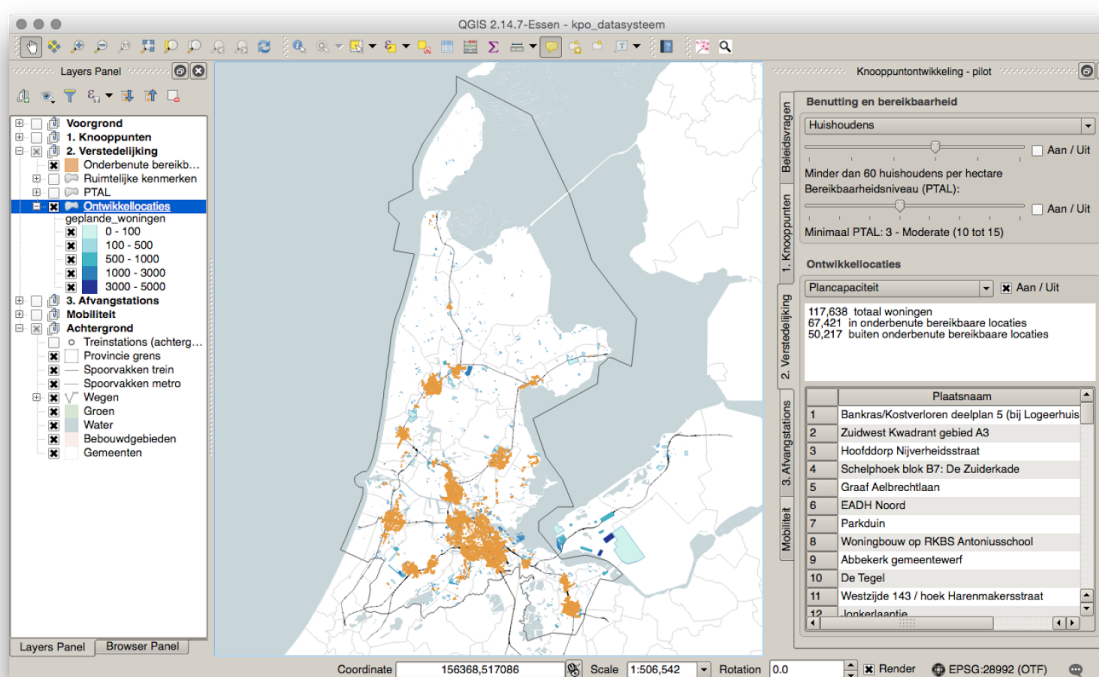 QGIS 2.14.7-Essen - kpo_datasysteem
Layers Panel
Voorgrond
1. Knooppunten
2. Verstedelijking
Onderbenute bereikb...
Ruimtelijke kenmerken
PTAL
Ontwikkellocaties
geplande_woningen
0 - 100
100 - 500
500 - 1000
1000 - 3000
3000 - 5000
3. Afvangstations
Mobiliteit
Achtergrond
Treinstations (achterg...
Provincie grens
Spoorvakken trein
Spoorvakken metro
Wegen
Groen
Water
Bebouwdgebieden
Gemeenten
Layers Panel
Browser Panel
Knooppuntontwikkeling - pilot
Beleidsvragen
1. Knooppunten
2. Verstedelijking
3. Afvangstations
Mobiliteit
Benutting en bereikbaarheid
Huishoudens
Aan / Uit
Minder dan 60 huishoudens per hectare
Bereikbaarheidsniveau (PTAL):
Aan / Uit
Minimaal PTAL: 3 - Moderate (10 tot 15)
Ontwikkellocaties
Plancapaciteit Aan / Uit
117,638 totaal woningen
67,421 in onderbenute bereikbare locaties
50,217 buiten onderbenute bereikbaare locaties
Plaatsnaam
1 Bankras/Kostverloren deelplan 5 (bij Logeerhuis
2 Zuidwest Kwadrant gebied A3
3 Hoofddorp Nijverheidsstraat
4 Schelphoek blok B7: De Zuiderkade
5 Graaf Aelbrechtlaan
6 EADH Noord
7 Parkduin
8 Woningbouw op RKBS Antoniusschool
9 Abbekerk gemeentewerf
10 De Tegel
11 Westzijde 143 / hoek Harenmakersstraat
12 Jonkerlaantje
Coordinate 156368,517086 Scale 1:506,542 Rotation 0.0 Render EPSG:28992 (OTF)